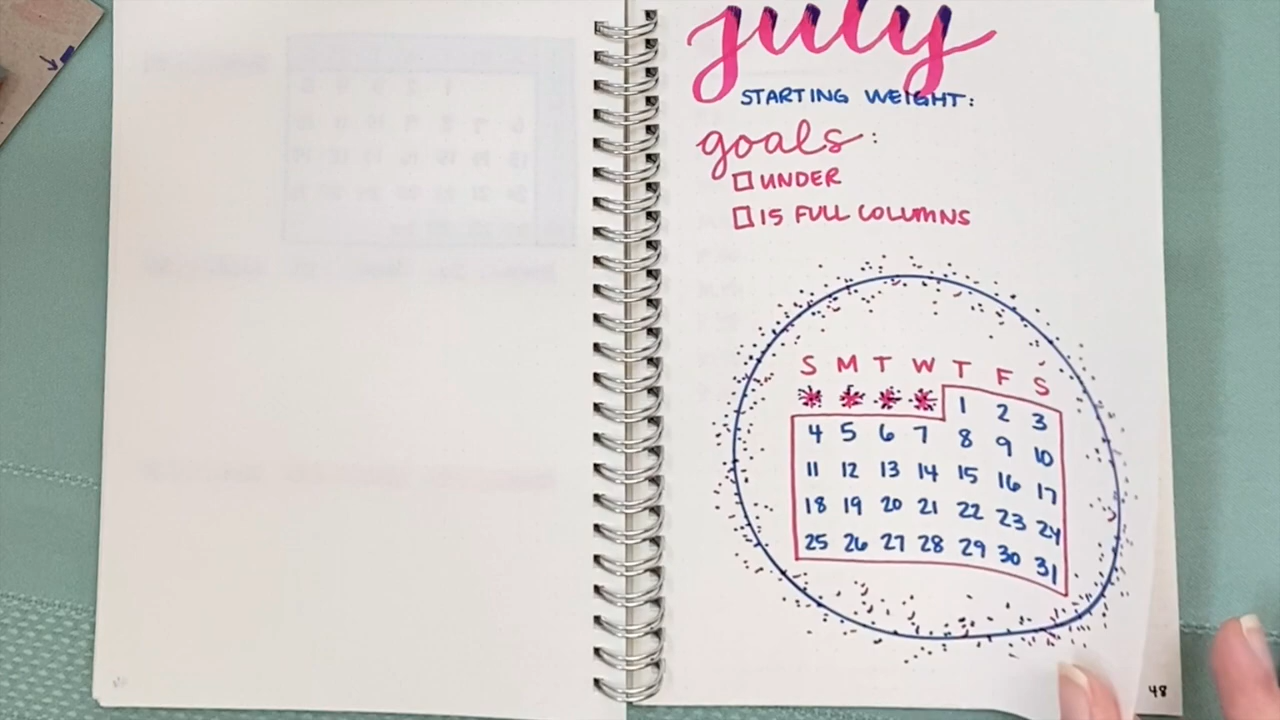 july
STARTING WEIGHT:
goals:
UNDER
15 FULL COLUMNS
S M T W T F S
1 2 3
4 5 6 7 8 9 10
11 12 13 14 15 16 17
18 19 20 21 22 23 24
25 26 27 28 29 30 31
48